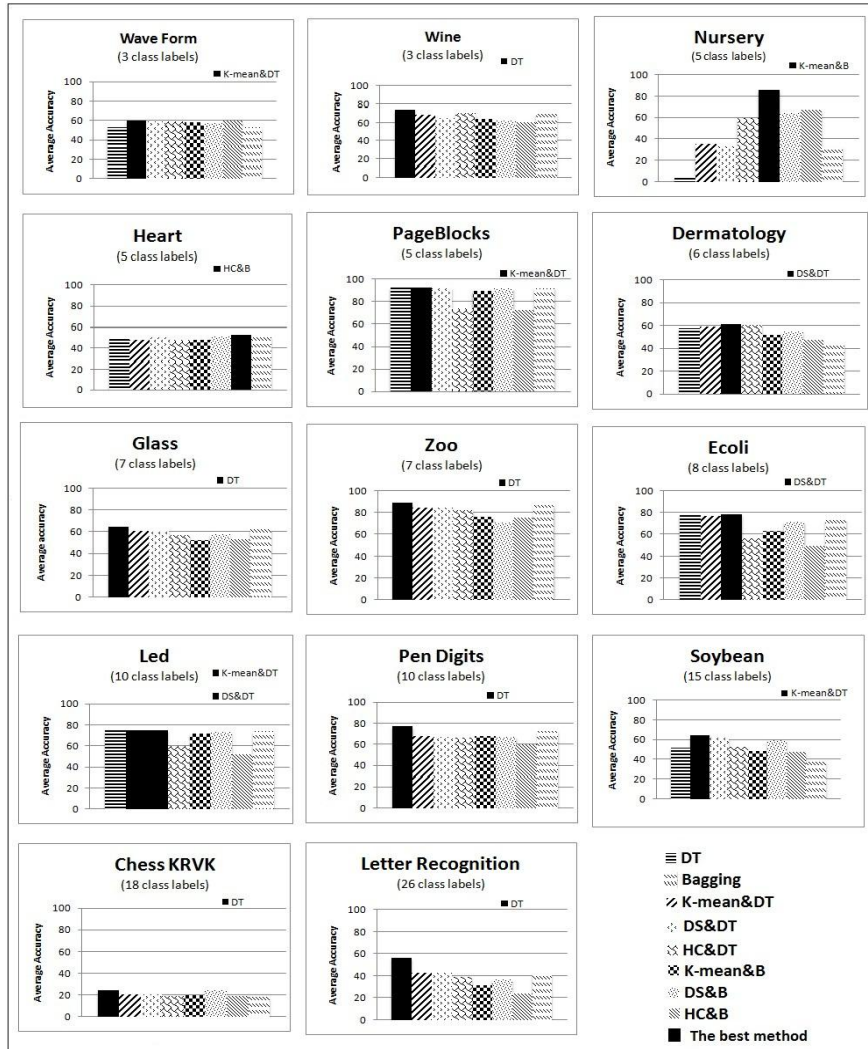 Wave Form
(3 class labels)
K-mean&DT
Average Accuracy
100
80
60
40
20
0
Wine
(3 class labels)
DT
Average Accuracy
100
80
60
40
20
0
Nursery
(5 class labels)
K-mean&B
Average Accuracy
100
80
60
40
20
0
Heart
(5 class labels)
HC&B
Average Accuracy
100
80
60
40
20
0
PageBlocks
(5 class labels)
K-mean&DT
Average Accuracy
100
80
60
40
20
0
Dermatology
(6 class labels)
DS&DT
Average Accuracy
100
80
60
40
20
0
Glass
(7 class labels)
DT
Average accuracy
100
80
60
40
20
0
Zoo
(7 class labels)
DT
Average Accuracy
100
80
60
40
20
0
Ecoli
(8 class labels)
DS&DT
Average Accuracy
100
80
60
40
20
0
Led
(10 class labels)
K-mean&DT
DS&DT
Average Accuracy
100
80
60
40
20
0
Pen Digits
(10 class labels)
DT
Average Accuracy
100
80
60
40
20
0
Soybean
(15 class labels)
K-mean&DT
Average Accuracy
100
80
60
40
20
0
Chess KRVK
(18 class labels)
DT
Average Accuracy
100
80
60
40
20
0
Letter Recognition
(26 class labels)
DT
Average Accuracy
100
80
60
40
20
0
DT
Bagging
K-mean&DT
DS&DT
HC&DT
K-mean&B
DS&B
HC&B
The best method